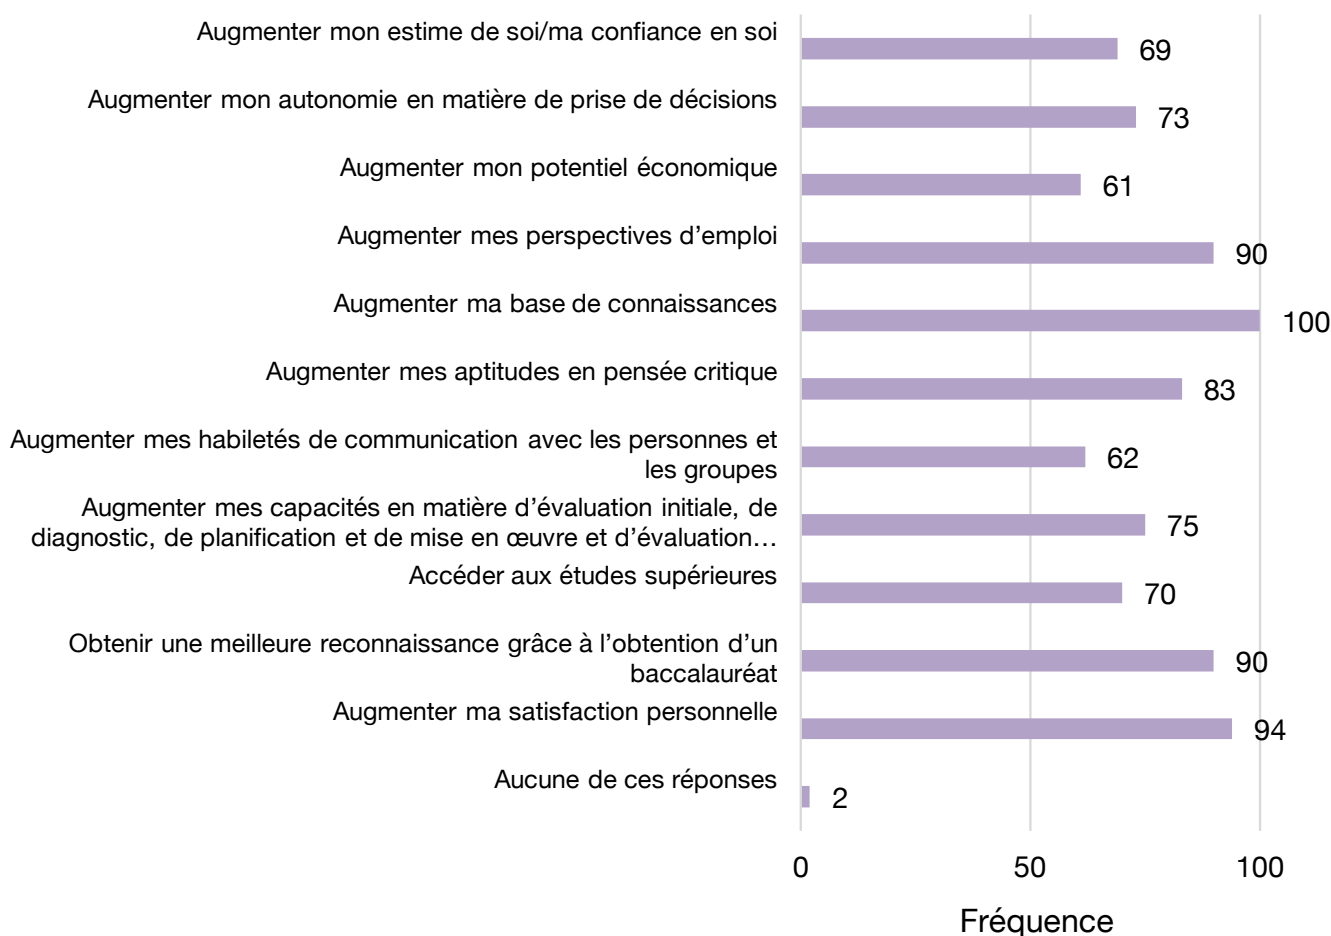 Augmenter mon estime de soi/ma confiance en soi
69
Augmenter mon autonomie en matière de prise de décisions
73
Augmenter mon potentiel économique
61
Augmenter mes perspectives d’emploi
90
Augmenter ma base de connaissances
100
Augmenter mes aptitudes en pensée critique
83
Augmenter mes habiletés de communication avec les personnes et
les groupes
62
Augmenter mes capacités en matière d’évaluation initiale, de
diagnostic, de planification et de mise en œuvre et d’évaluation…
75
Accéder aux études supérieures
70
Obtenir une meilleure reconnaissance grâce à l’obtention d’un
baccalauréat
90
Augmenter ma satisfaction personnelle
94
Aucune de ces réponses
2
0 50 100
Fréquence